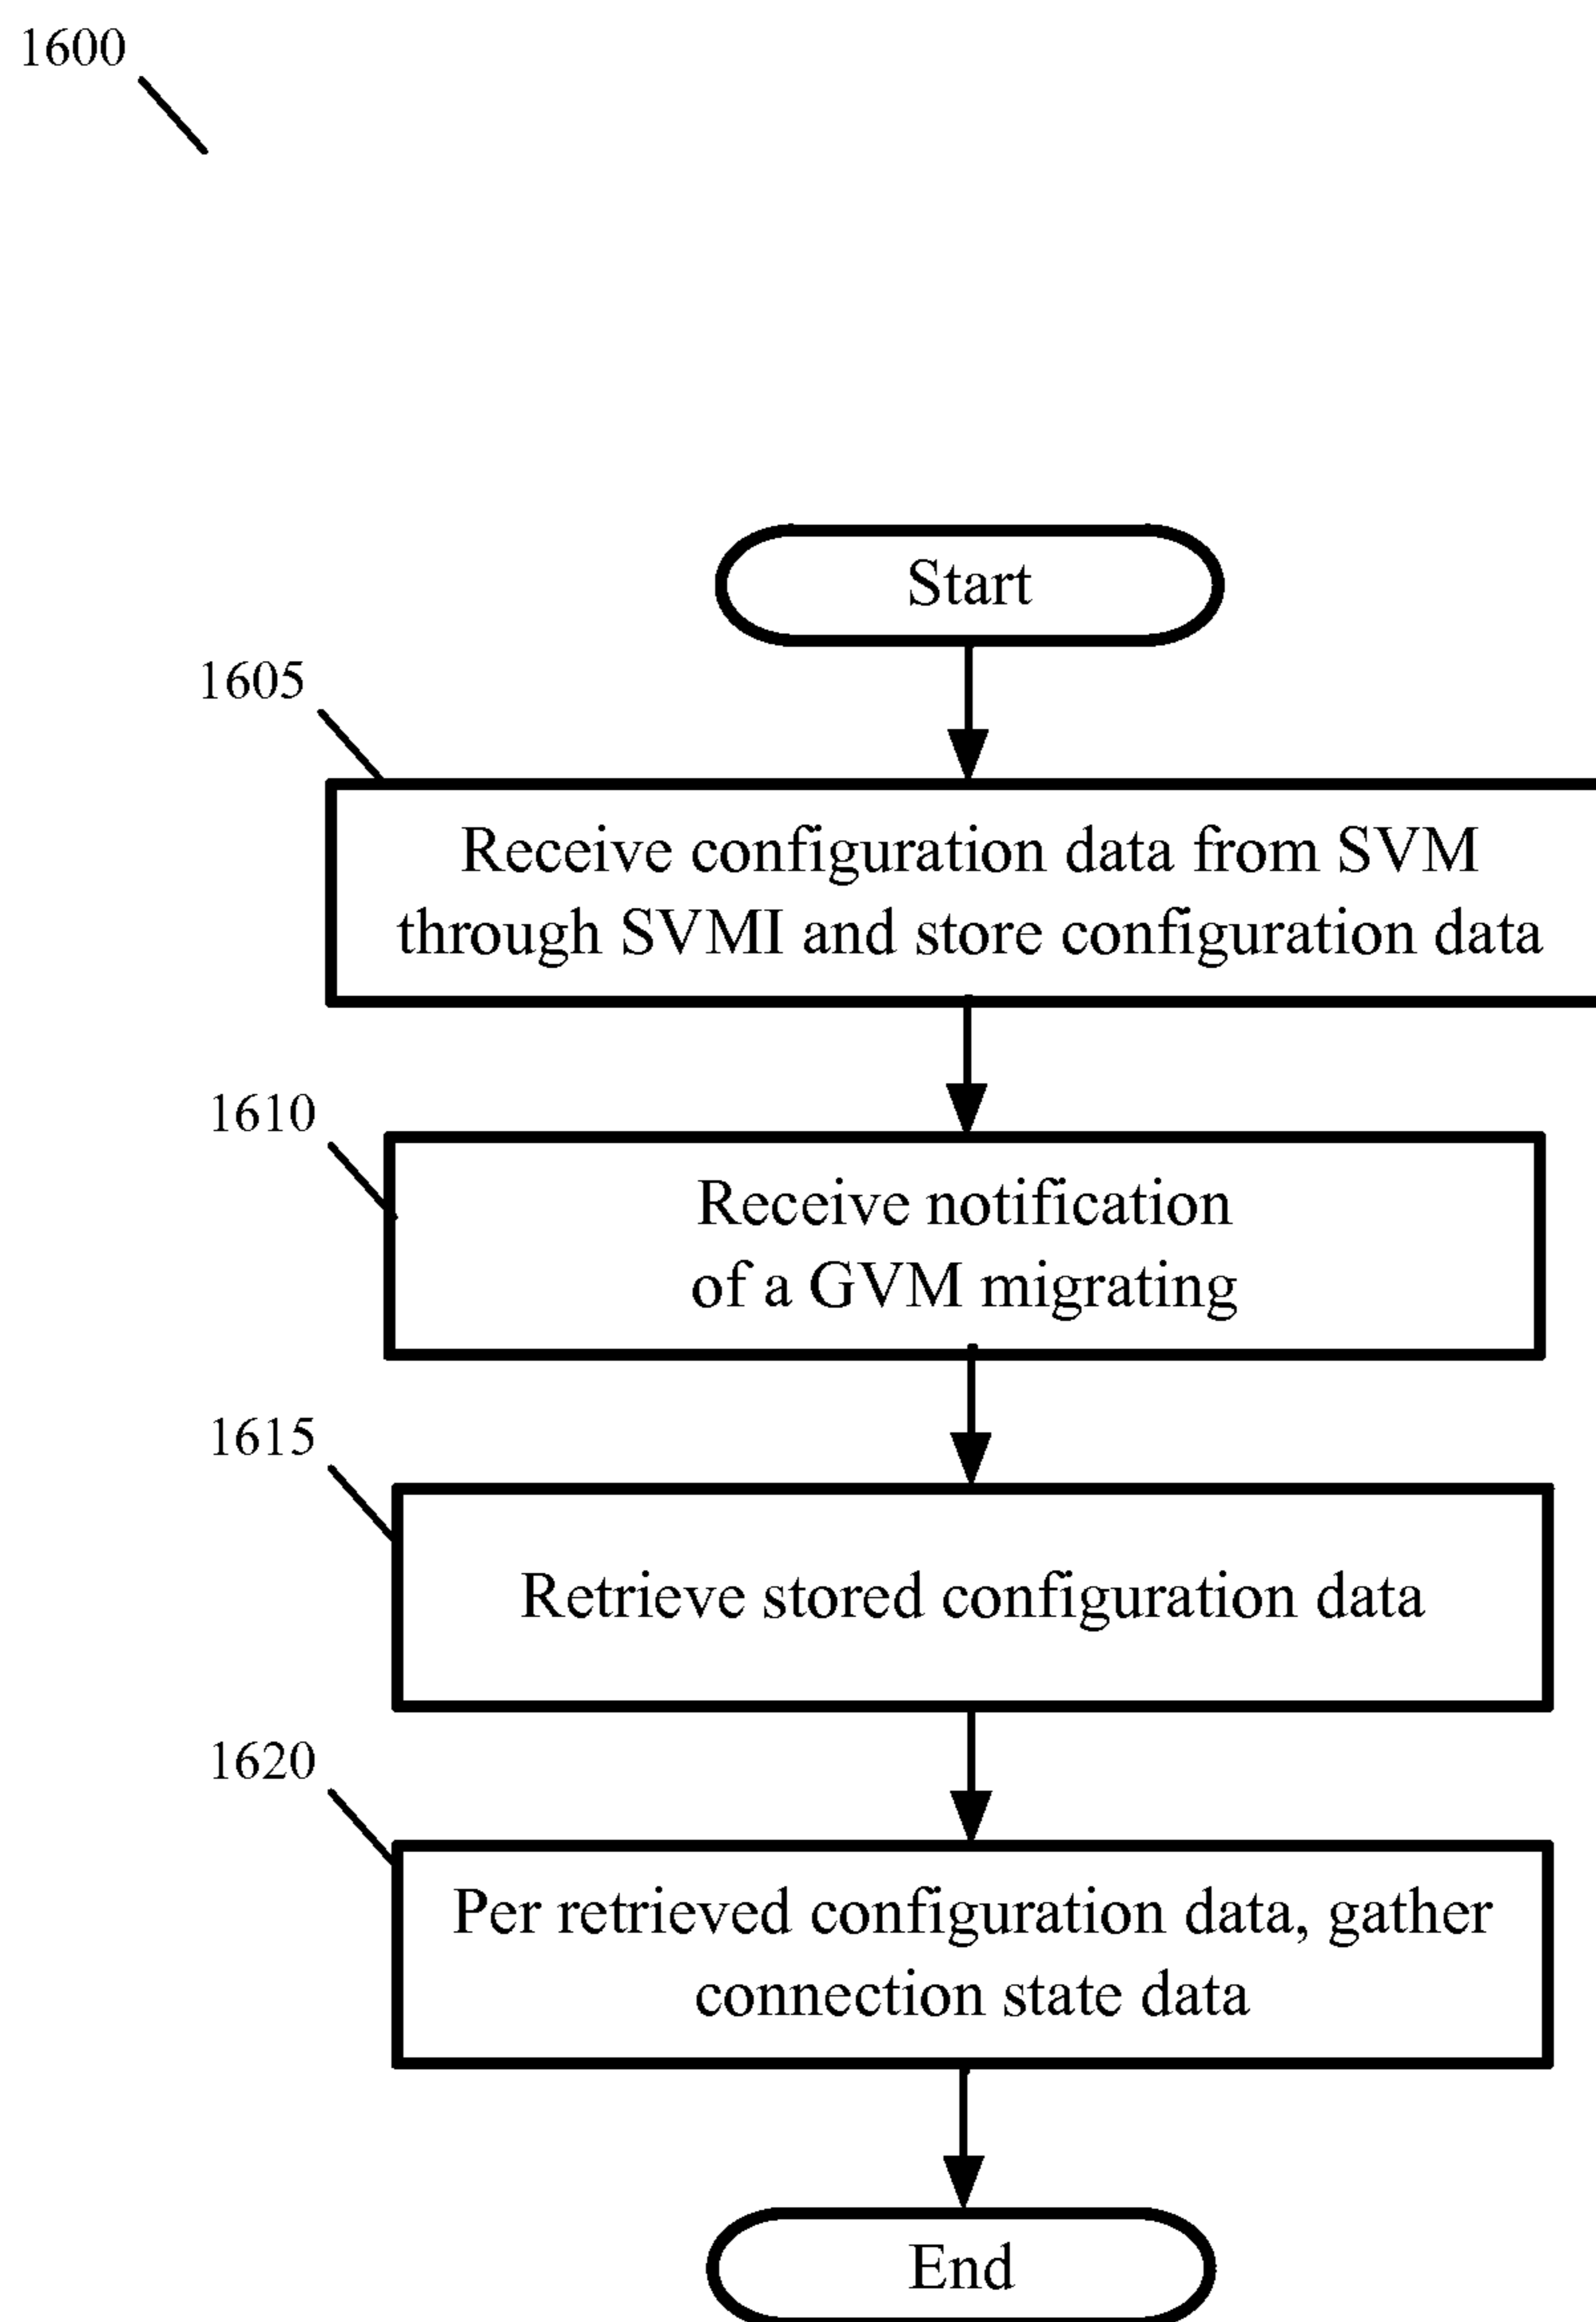 1600
Start
1605
Receive configuration data from SVM
through SVMI and store configuration data
1610
Receive notification
of a GVM migrating
1615
Retrieve stored configuration data
1620
Per retrieved configuration data, gather
connection state data
End